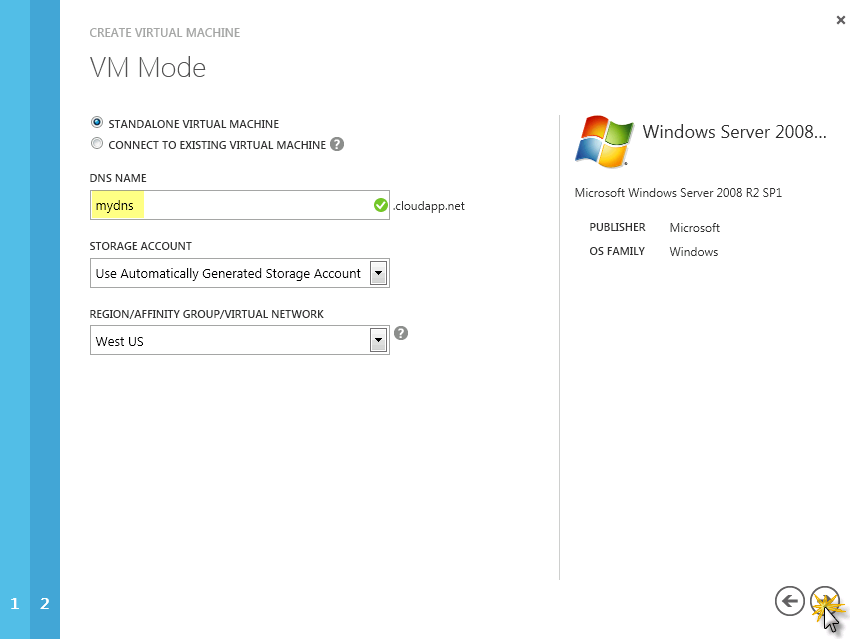 CREATE VIRTUAL MACHINE
VM Mode
STANDALONE VIRTUAL MACHINE
CONNECT TO EXISTING VIRTUAL MACHINE ?
DNS NAME
mydns .cloudapp.net
STORAGE ACCOUNT
Use Automatically Generated Storage Account
REGION/AFFINITY GROUP/VIRTUAL NETWORK
West US ?
Windows Server 2008...
Microsoft Windows Server 2008 R2 SP1
PUBLISHER Microsoft
OS FAMILY Windows
1 2